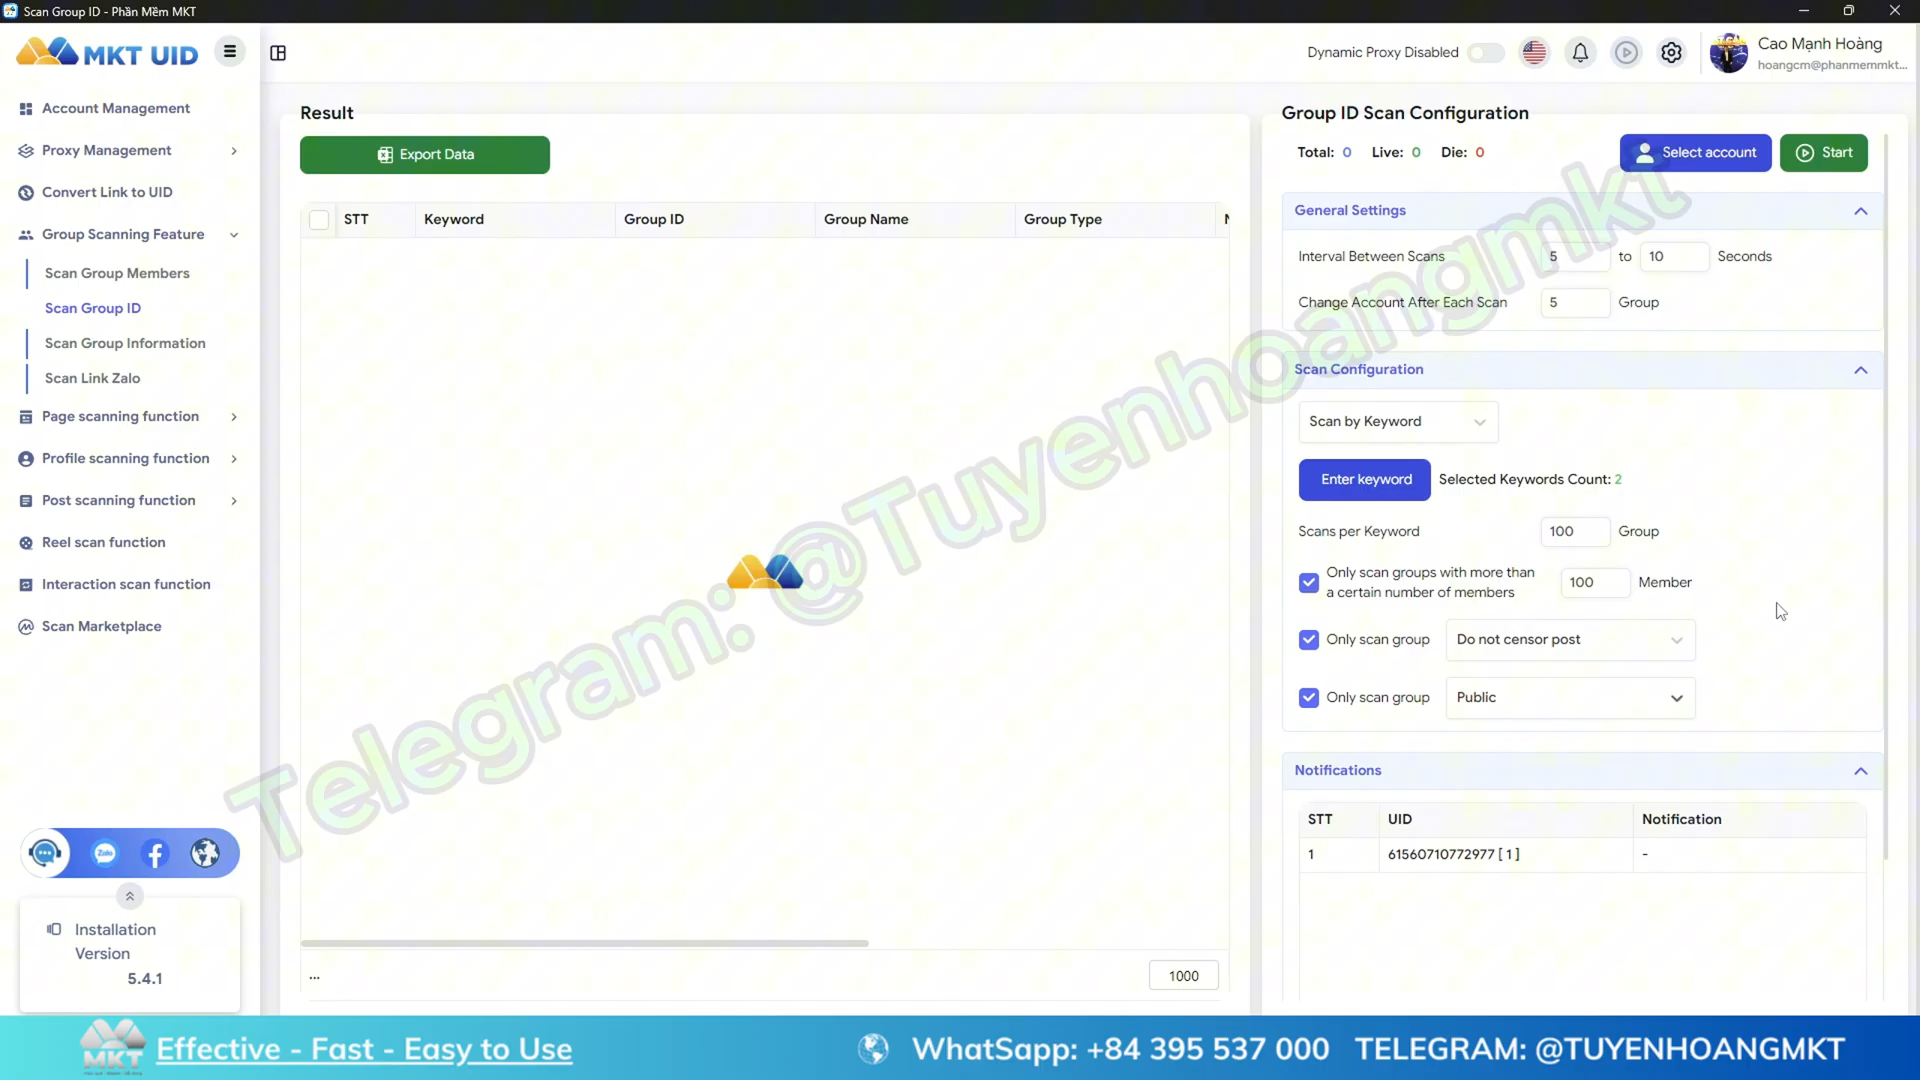 Scan Group ID - Phần Mềm MKT
MKT UID
Dynamic Proxy Disabled
Cao Mạnh Hoàng
hoangcm@phanmemmkt...
Account Management
Proxy Management
Convert Link to UID
Group Scanning Feature
Scan Group Members
Scan Group ID
Scan Group Information
Scan Link Zalo
Page scanning function
Profile scanning function
Post scanning function
Reel scan function
Interaction scan function
Scan Marketplace
Zalo
Installation
Version
5.4.1
Result
Export Data
STT Keyword Group ID Group Name Group Type
...
1000
Group ID Scan Configuration
Total: 0 Live: 0 Die: 0
Select account
Start
General Settings
Interval Between Scans 5 to 10 Seconds
Change Account After Each Scan 5 Group
Scan Configuration
Scan by Keyword
Enter keyword Selected Keywords Count: 2
Scans per Keyword 100 Group
Only scan groups with more than
a certain number of members 100 Member
Only scan group Do not censor post
Only scan group Public
Notifications
STT UID Notification
1 61560710772977 [ 1 ] -
Telegram: @Tuyenhoangmkt
MKT
Effective - Fast - Easy to Use
WhatSapp: +84 395 537 000 TELEGRAM: @TUYENHOANGMKT